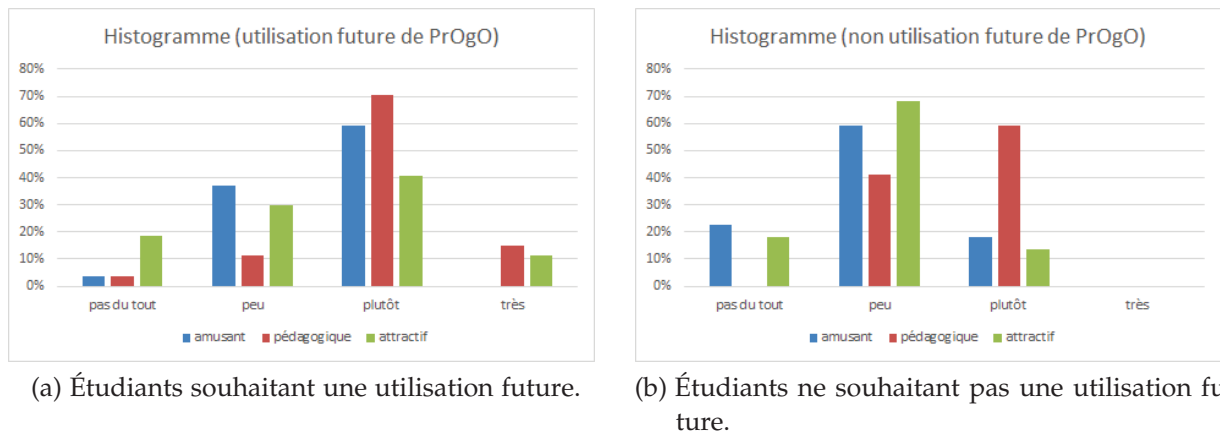 Histogramme (utilisation future de PrOgO)
80%
70%
60%
50%
40%
30%
20%
10%
0%
pas du tout peu plutôt très
amusant pédagogique attractif
(a) Étudiants souhaitant une utilisation future.
Histogramme (non utilisation future de PrOgO)
80%
70%
60%
50%
40%
30%
20%
10%
0%
pas du tout peu plutôt très
amusant pédagogique attractif
(b) Étudiants ne souhaitant pas une utilisation fu
ture.